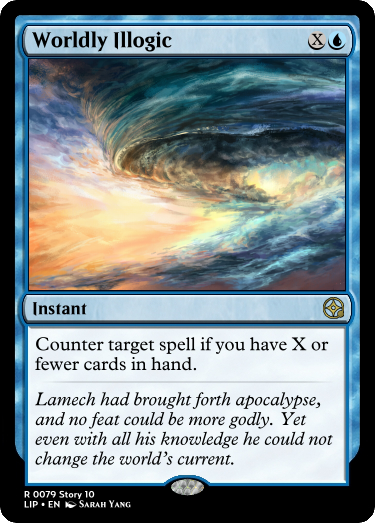 Worldly Illogic X
Instant
Counter target spell if you have X or
fewer cards in hand.
Lamech had brought forth apocalypse,
and no feat could be more godly. Yet
even with all his knowledge he could not
change the world's current.
R 0079 Story 10
LIP • EN Sarah Yang